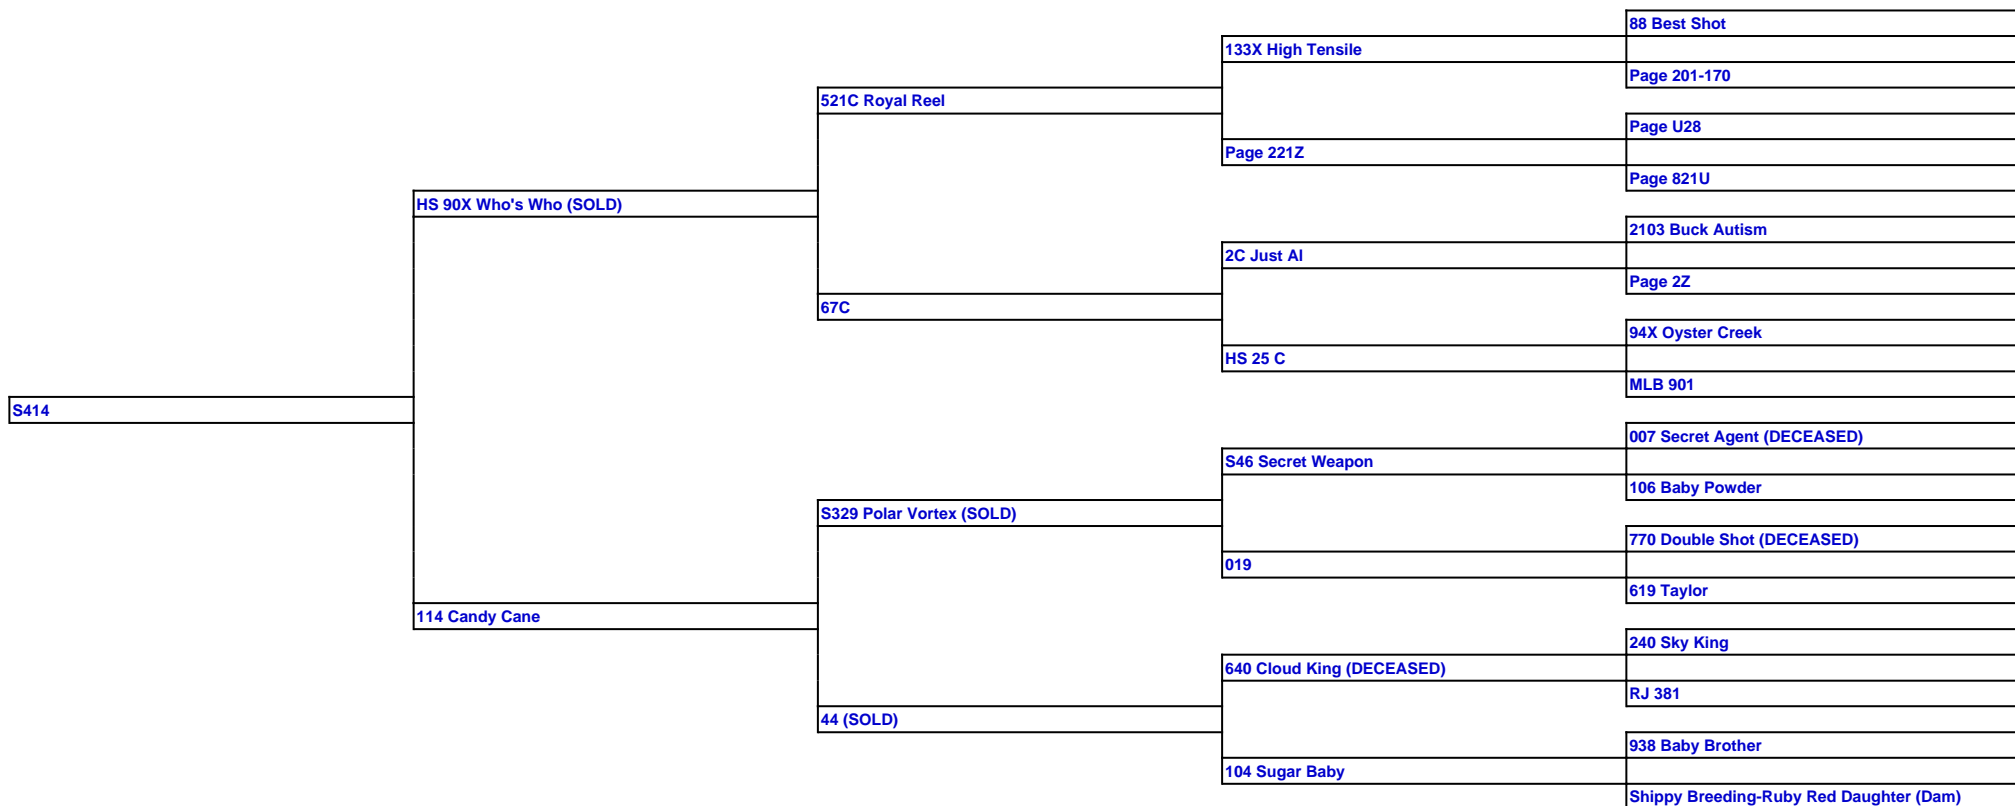 88 Best Shot
133X High Tensile
Page 201-170
521C Royal Reel
Page U28
Page 221Z
Page 821U
HS 90X Who's Who (SOLD)
2103 Buck Autism
2C Just AI
Page 2Z
67C
94X Oyster Creek
HS 25 C
MLB 901
S414
007 Secret Agent (DECEASED)
S46 Secret Weapon
106 Baby Powder
S329 Polar Vortex (SOLD)
770 Double Shot (DECEASED)
019
619 Taylor
114 Candy Cane
240 Sky King
640 Cloud King (DECEASED)
RJ 381
44 (SOLD)
938 Baby Brother
104 Sugar Baby
Shippy Breeding-Ruby Red Daughter (Dam)